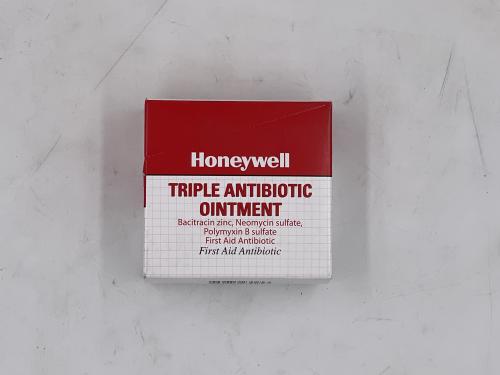 Honeywell
TRIPLE ANTIBIOTIC
OINTMENT
Bacitracin zinc, Neomycin sulfate,
Polymyxin B sulfate
First Aid Antibiotic
First Aid Antibiotic